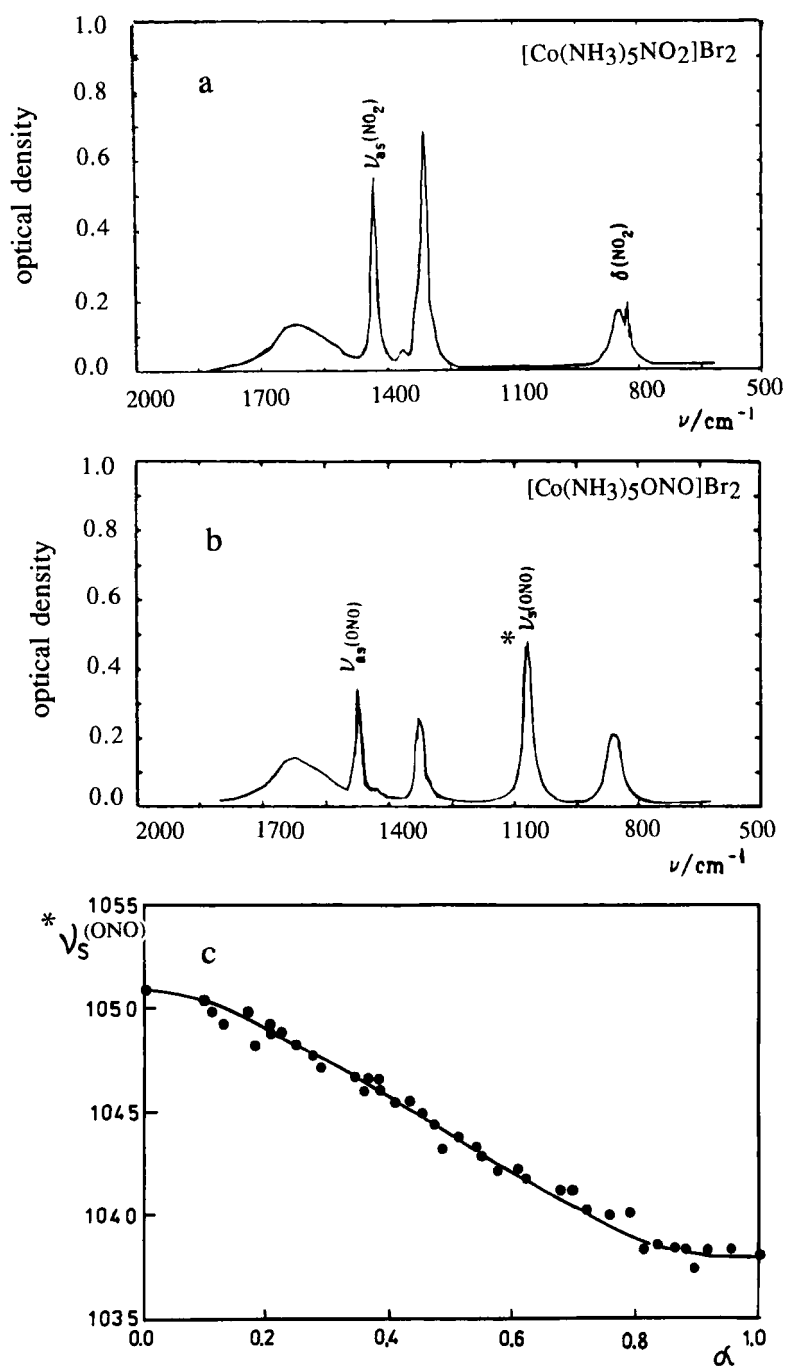 1.0
[Co(NH3)5NO2]Br2
a
0.8
0.6
0.4
0.2
0.0
optical density
νas(NO2)
δ(NO2)
2000 1700 1400 1100 800 500
ν/cm-1
1.0
[Co(NH3)5ONO]Br2
b
0.8
0.6
0.4
0.2
0.0
optical density
νas(ONO)
* νs(ONO)
2000 1700 1400 1100 800 500
ν/cm-1
1055
* νs(ONO)
c
1050
1045
1040
1035
0.0 0.2 0.4 0.6 0.8 1.0
α